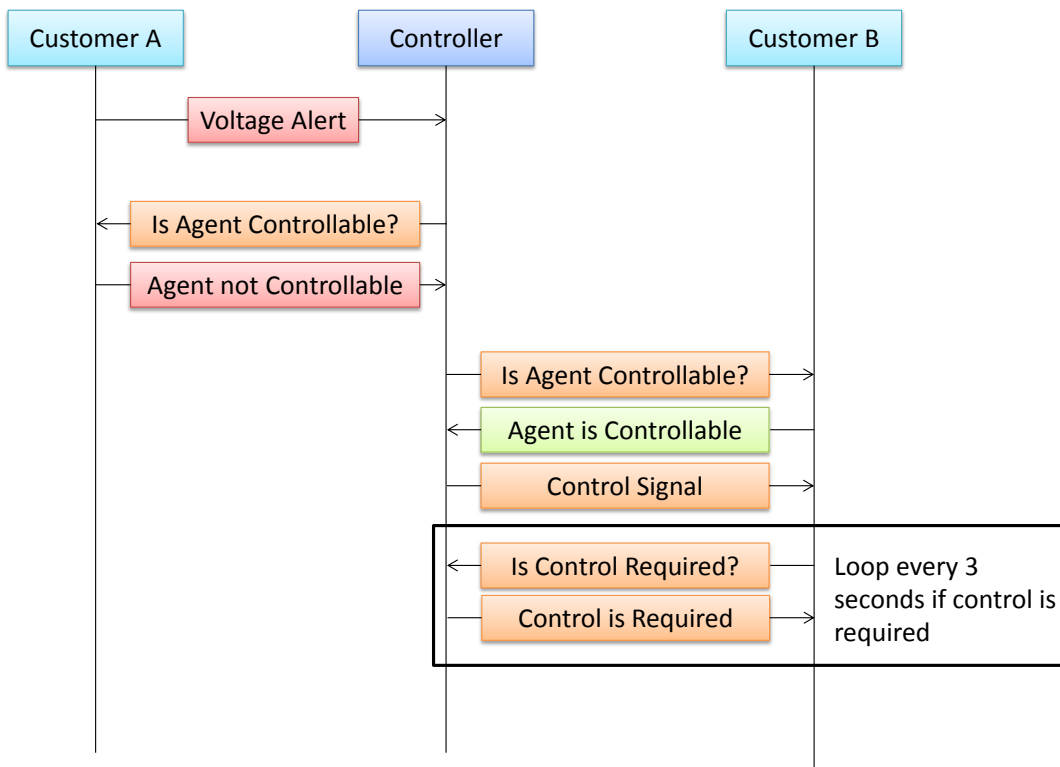 Customer A
Controller
Customer B
Voltage Alert
Is Agent Controllable?
Agent not Controllable
Is Agent Controllable?
Agent is Controllable
Control Signal
Is Control Required?
Control is Required
Loop every 3
seconds if control is
required